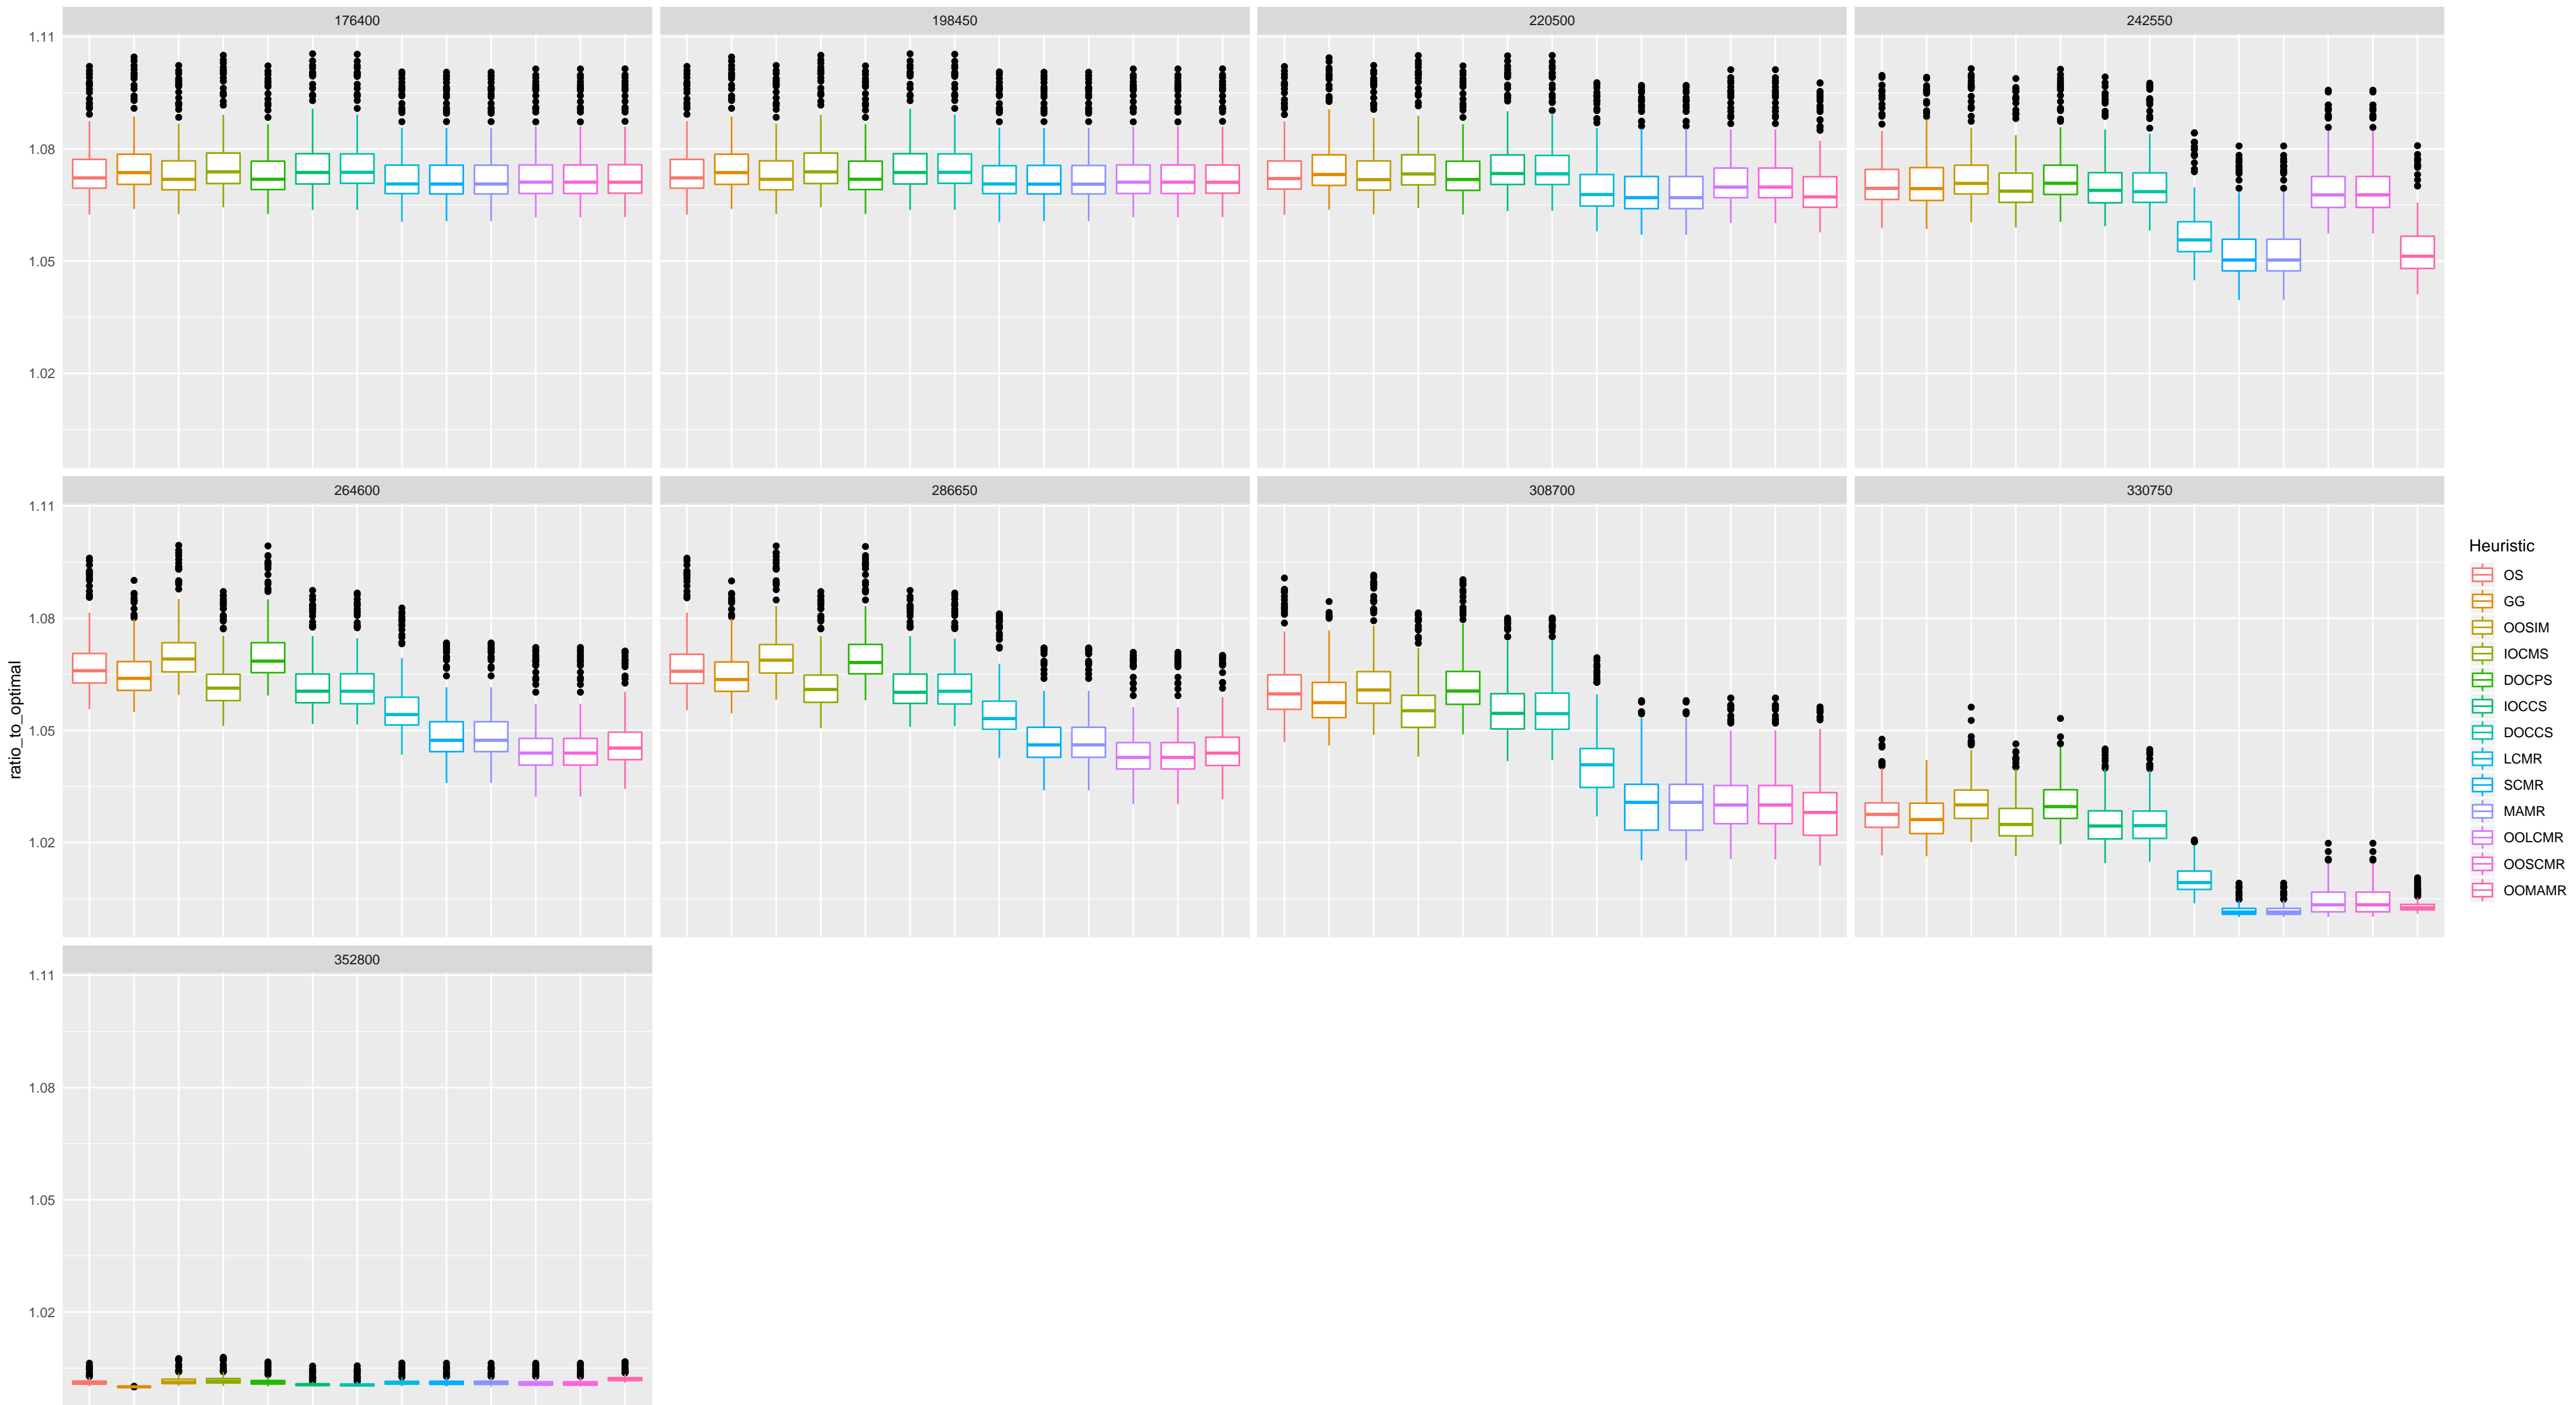 176400
198450
220500
242550
1.11
1.08
1.05
1.02
264600
286650
308700
330750
1.11
1.08
1.05
1.02
352800
1.11
1.08
1.05
1.02
ratio_to_optimal
Heuristic
OS
GG
OOSIM
IOCMS
DOCPS
IOCCS
DOCCS
LCMR
SCMR
MAMR
OOLCMR
OOSCMR
OOMAMR